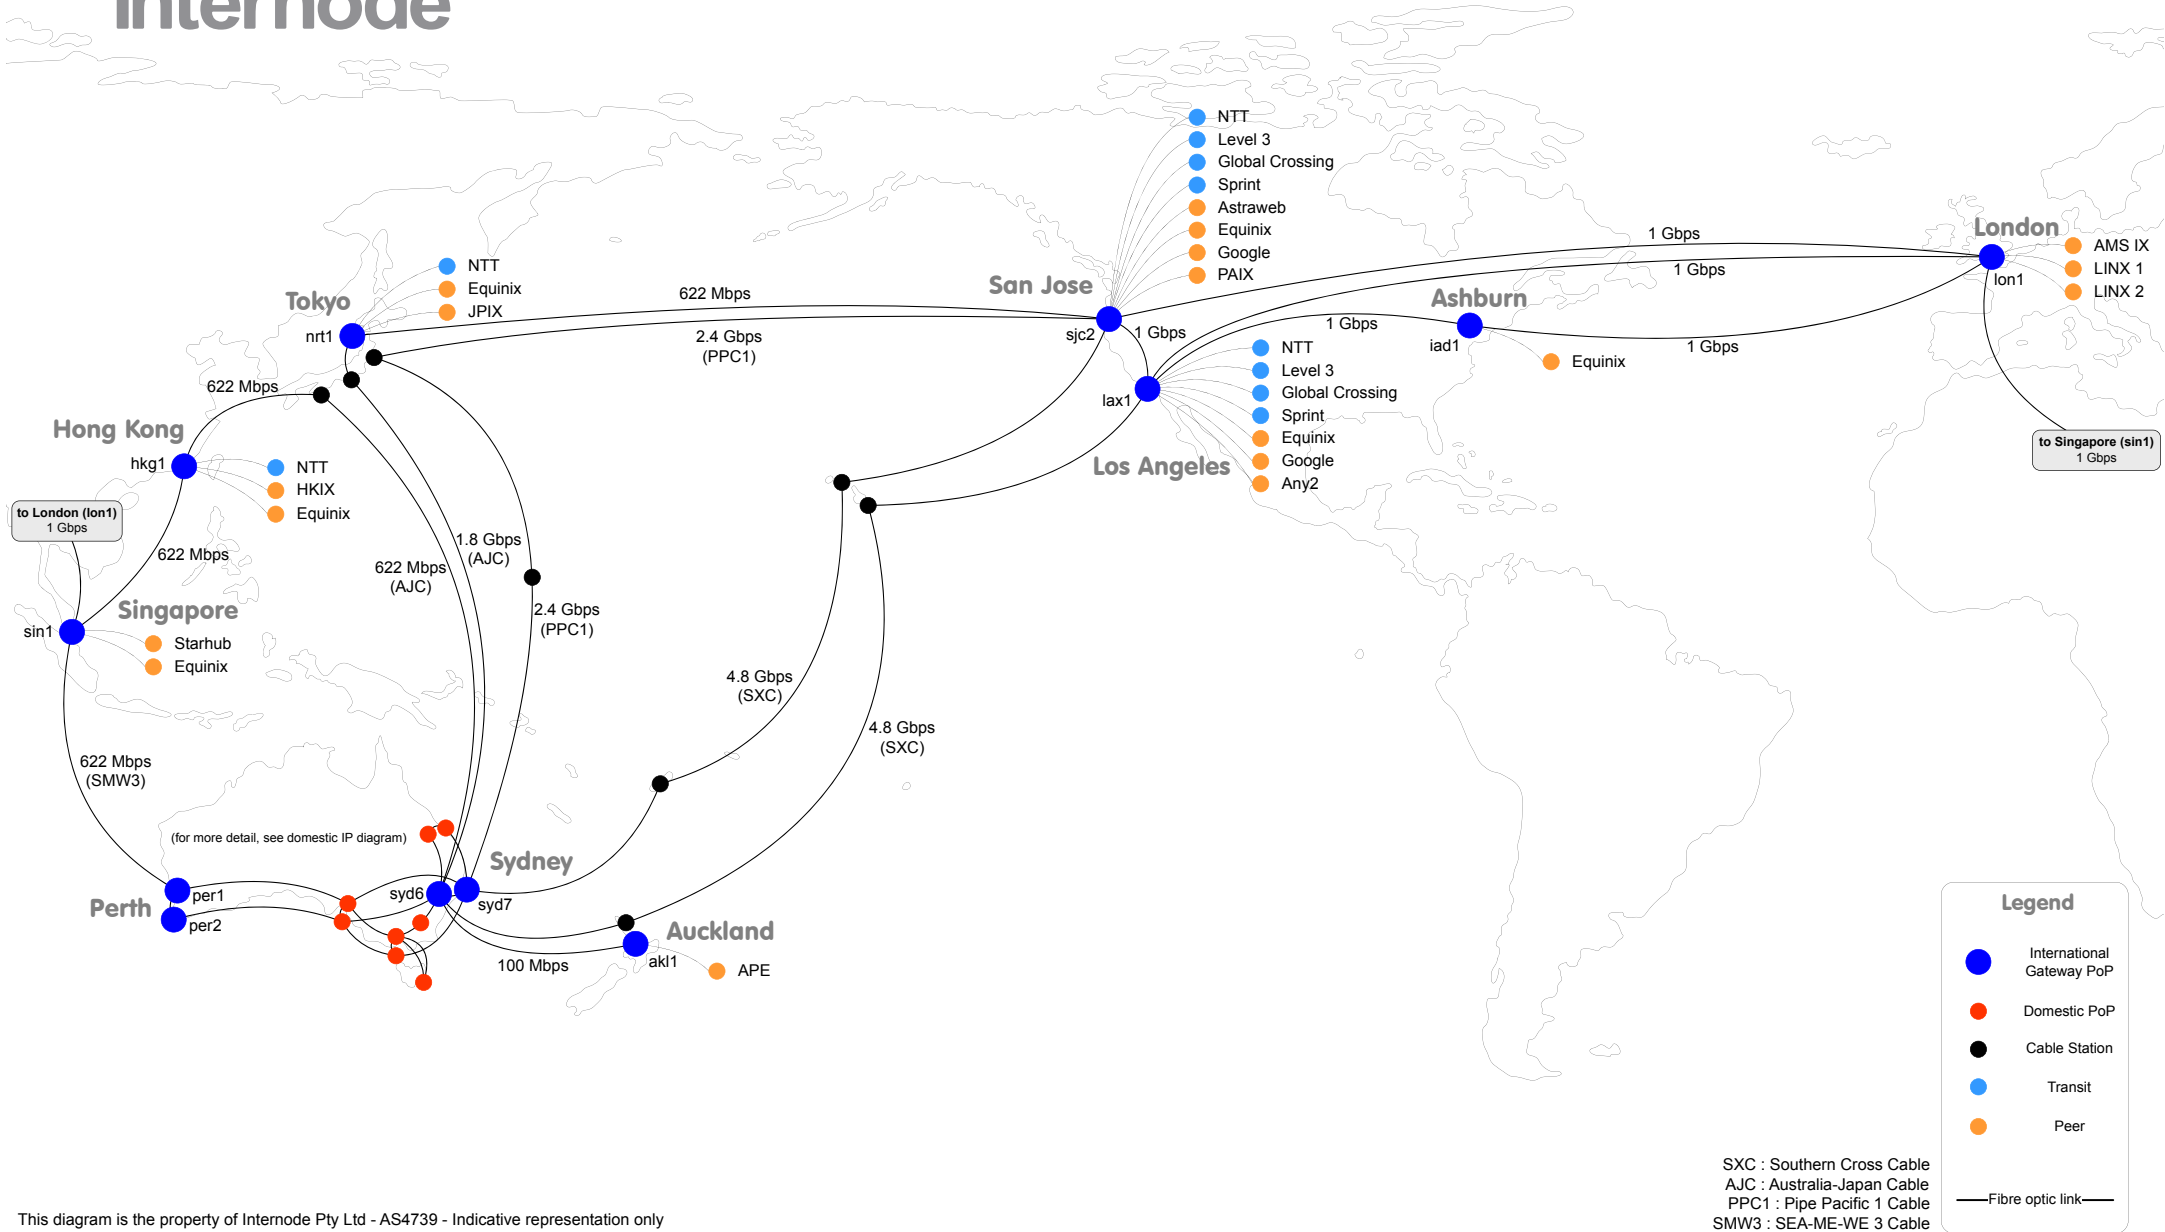 Internode
NTT
Level 3
Global Crossing
Sprint
Astraweb
Equinix
Google
PAIX
San Jose
sjc2
1 Gbps
NTT
Equinix
JPIX
Tokyo
nrt1
622 Mbps
2.4 Gbps
(PPC1)
1 Gbps
1 Gbps
London
lon1
AMS IX
LINX 1
LINX 2
Ashburn
iad1
1 Gbps
1 Gbps
Equinix
to Singapore (sin1)
1 Gbps
NTT
Level 3
Global Crossing
Sprint
Equinix
Google
Any2
lax1
Los Angeles
622 Mbps
Hong Kong
hkg1
NTT
HKIX
Equinix
to London (lon1)
1 Gbps
622 Mbps
Singapore
sin1
Starhub
Equinix
622 Mbps
(AJC)
1.8 Gbps
(AJC)
2.4 Gbps
(PPC1)
4.8 Gbps
(SXC)
4.8 Gbps
(SXC)
622 Mbps
(SMW3)
(for more detail, see domestic IP diagram)
Sydney
syd6
syd7
Perth
per1
per2
Auckland
akl1
100 Mbps
APE
Legend
International
Gateway PoP
Domestic PoP
Cable Station
Transit
Peer
Fibre optic link
SXC : Southern Cross Cable
AJC : Australia-Japan Cable
PPC1 : Pipe Pacific 1 Cable
SMW3 : SEA-ME-WE 3 Cable
This diagram is the property of Internode Pty Ltd - AS4739 - Indicative representation only